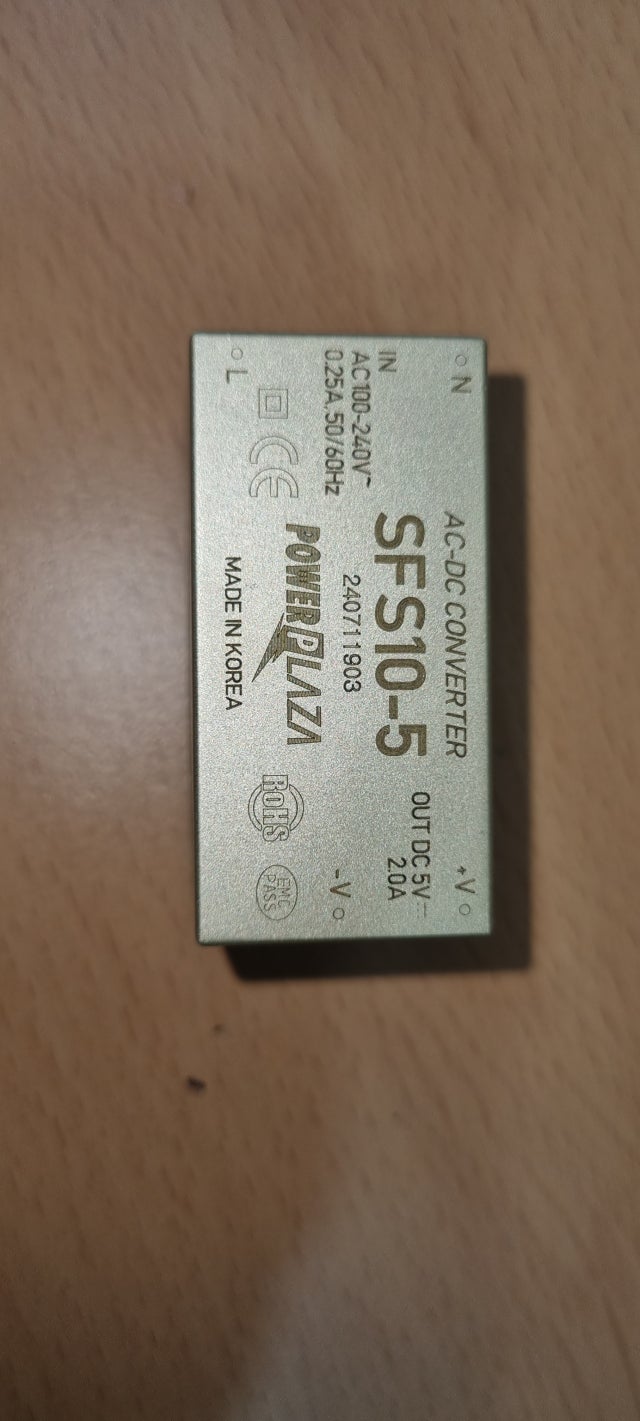 N
AC-DC CONVERTER
+V
IN
AC100-240V~
0.25A.50/60Hz
SFS10-5
OUT DC 5V⎓
2.0A
240711903
-V
CE
POWERPLAZA
RoHS
EMC
PASS
L
MADE IN KOREA